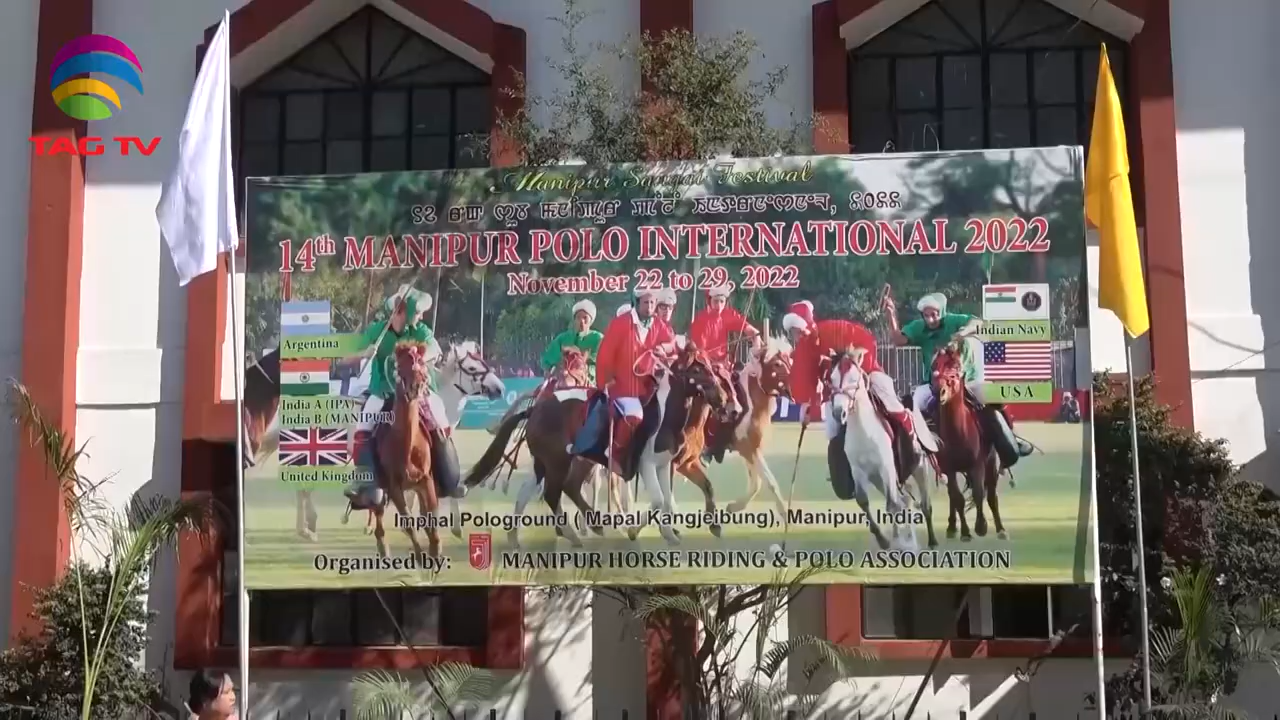 TAG TV
Manipur Sangai Festival
14th MANIPUR POLO INTERNATIONAL 2022
November 22 to 29, 2022
Argentina
India A (IPA)
India B (MANIPUR)
United Kingdom
Indian Navy
USA
Imphal Pologround ( Mapal Kangjeibung), Manipur, India
Organised by: MANIPUR HORSE RIDING & POLO ASSOCIATION